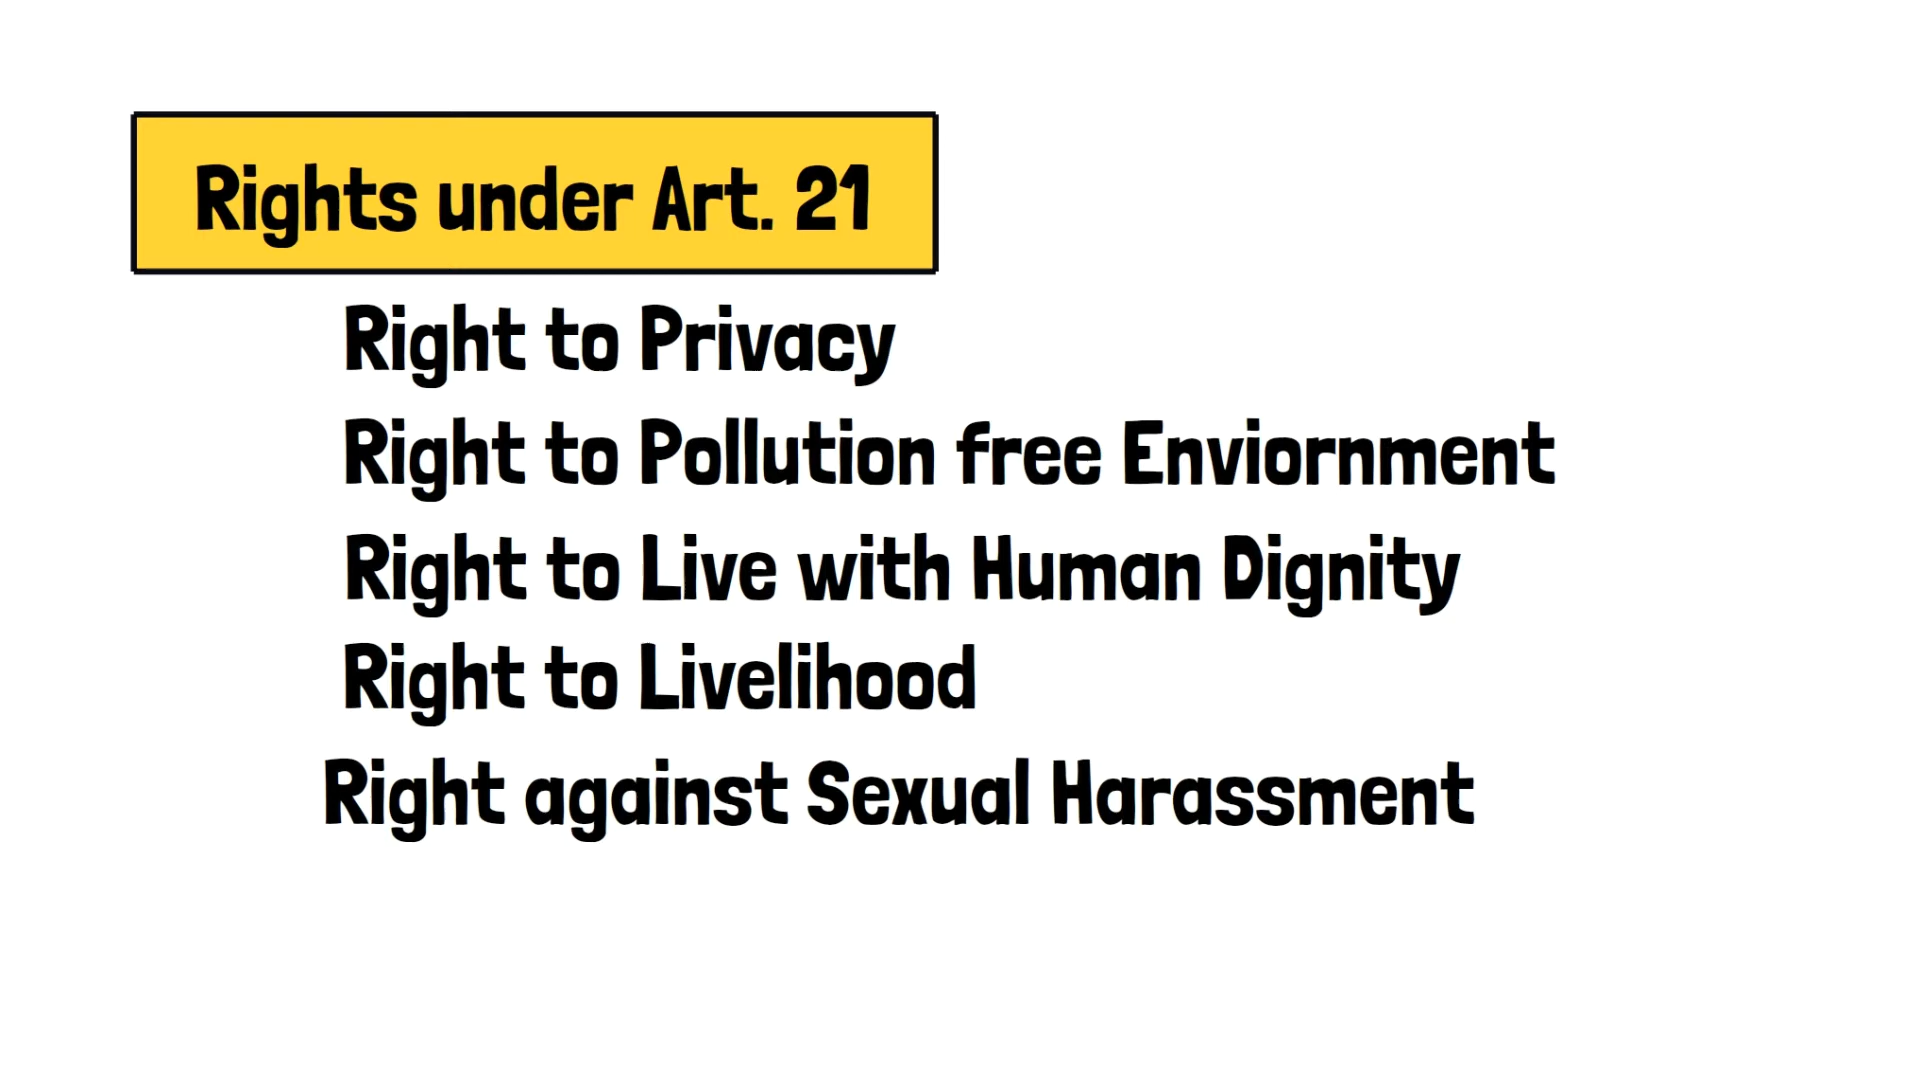 Rights under Art. 21
Right to Privacy
Right to Pollution free Enviornment
Right to Live with Human Dignity
Right to Livelihood
Right against Sexual Harassment